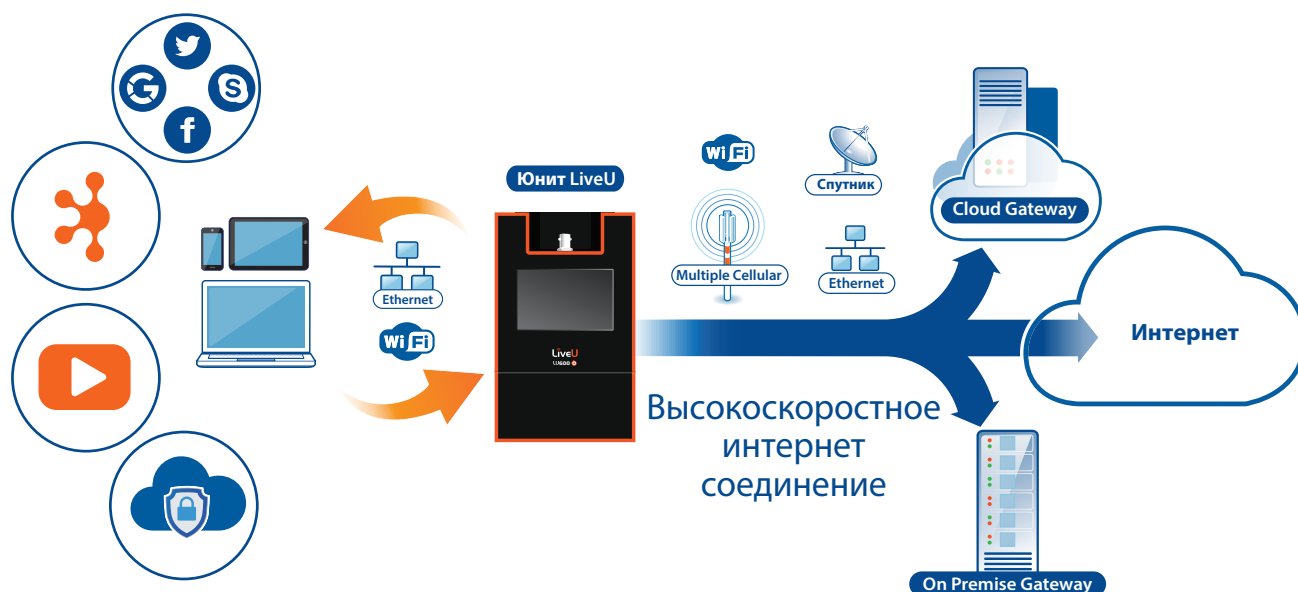 Юнит LiveU
Ethernet
Wi Fi
LiveU
LU600
Wi Fi
Спутник
Multiple Cellular
Ethernet
Высокоскоростное
интернет
соединение
Cloud Gateway
Интернет
On Premise Gateway